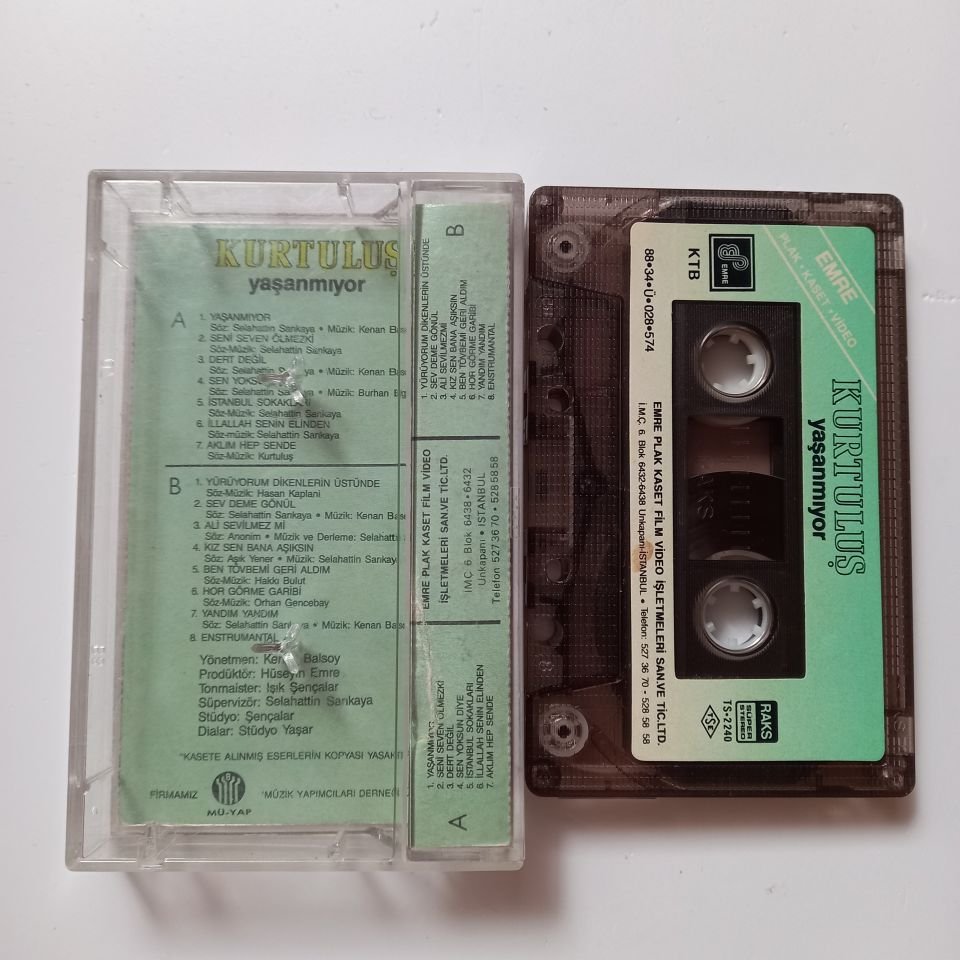 KURTULUŞ
yaşanmıyor
A
1. YAŞANMIYOR
Söz: Selahattin Sarıkaya • Müzik: Kenan
2. SENİ SEVEN ÖLMEZKİ
Söz-Müzik: Selahattin Sarıkaya
3. DERT DEĞİL
Söz: Selahattin • Müzik: Kenan
4. SEN YOKSUN
Söz: Selahattin • Müzik: Burhan
5. İSTANBUL SOKAKLARI
Söz-Müzik: Selahattin Sarıkaya
6. İLLALLAH SENİN ELİNDEN
Söz-müzik: Selahattin Sarıkaya
7. AKLIM HEP SENDE
Söz-Müzik: Kurtuluş
B
1. YÜRÜYORUM DİKENLERİN ÜSTÜNDE
Söz-Müzik: Hasan Kaplani
2. SEV DEME GÖNÜL
Söz: Selahattin Sarıkaya • Müzik: Kenan
3. ALİ SEVİLMEZ Mİ
Söz: Anonim • Müzik ve Derleme: Selahattin
4. KIZ SEN BANA AŞIKSIN
Söz: Aşık Yener • Müzik: Selahattin Sarıkay
5. BEN TÖVBEMİ GERİ ALDIM
Söz-Müzik: Hakkı Bulut
6. HOR GÖRME GARİBİ
Söz-Müzik: Orhan Gencebay
7. YANDIM YANDIM
Söz: Selahattin Sarıkaya • Müzik: Kenan
8. ENSTRUMANTAL
Yönetmen: Kenan Balsoy
Prodüktör: Hüseyin Emre
Tonmaister: Işık Şençalar
Süpervizör: Selahattin Sarıkaya
Stüdyo: Şençalar
Dialar: Stüdyo Yaşar
"KASETE ALINMIŞ ESERLERİN KOPYASI YASAKT
FİRMAMIZ
MÜ-YAP
'MÜZİK YAPIMCILARI DERNEĞİ
B
1. YÜRÜYORUM DİKENLERİN ÜSTÜNDE
2. SEV DEME GÖNÜL
3. ALİ SEVİLMEZMİ
4. KIZ SEN BANA AŞIKSIN
5. BEN TÖVBEMİ GERİ ALDIM
6. HOR GÖRME GARİBİ
7. YANDIM YANDIM
8. ENSTRUMANTAL
EMRE PLAK KASET FİLM VİDEO
İŞLETMELERİ SAN.VE TİC.LTD.
İMÇ 6. Blok 6438•6432
Unkapanı • İSTANBUL
Telefon 527 36 70 • 528 58 58
A
1. YAŞANMIYOR
2. SENİ SEVEN ÖLMEZKİ
3. DERT DEĞİL
4. SEN YOKSUN DİYE
5. İSTANBUL SOKAKLARI
6. İLLALLAH SENİN ELİNDEN
7. AKLIM HEP SENDE
EMRE
PLAK • KASET • VİDEO
EMRE
KTB
88•34•Ü•028•574
KURTULUŞ
yaşanmıyor
EMRE PLAK KASET FİLM VİDEO İŞLETMELERİ SAN.VE TİC.LTD.
İ.M.Ç. 6. Blok 6432-6438 Unkapanı-İSTANBUL • Telefon: 527 36 70 - 528 58 58
RAKS
SÜPER
STEREO
TS-2240
TSE